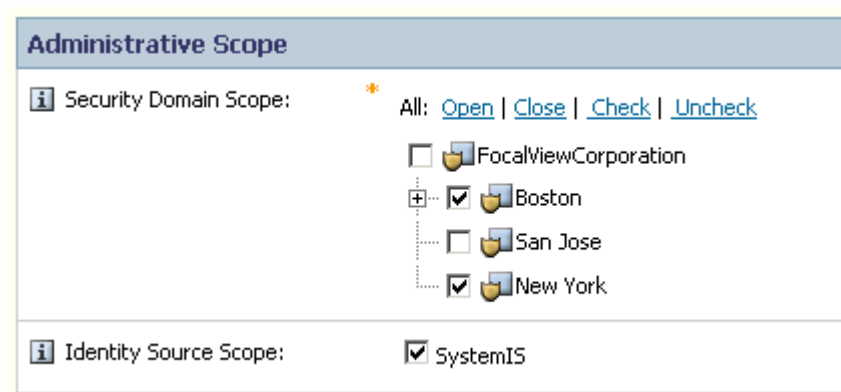 Administrative Scope
Security Domain Scope: * All: Open | Close | Check | Uncheck
FocalViewCorporation
Boston
San Jose
New York
Identity Source Scope: SystemIS